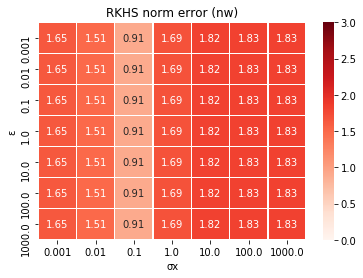 RKHS norm error (nw)
ε
0.001 1.65 1.51 0.91 1.69 1.82 1.83 1.83
0.01 1.65 1.51 0.91 1.69 1.82 1.83 1.83
0.1 1.65 1.51 0.91 1.69 1.82 1.83 1.83
1.0 1.65 1.51 0.91 1.69 1.82 1.83 1.83
10.0 1.65 1.51 0.91 1.69 1.82 1.83 1.83
100.0 1.65 1.51 0.91 1.69 1.82 1.83 1.83
1000.0 1.65 1.51 0.91 1.69 1.82 1.83 1.83
0.001 0.01 0.1 1.0 10.0 100.0 1000.0
σx
3.0
2.5
2.0
1.5
1.0
0.5
0.0